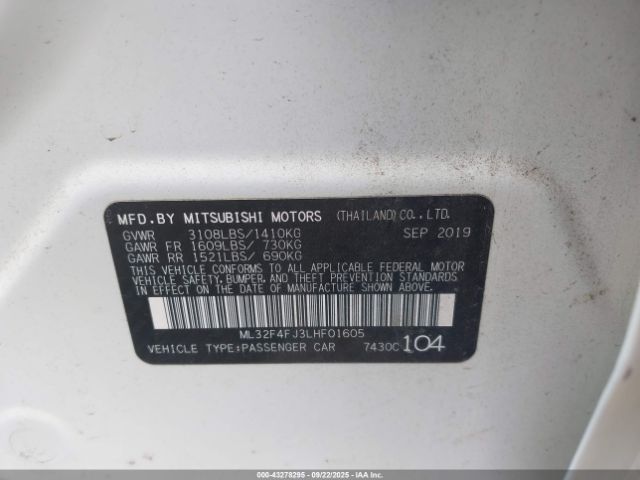 MFD.BY MITSUBISHI MOTORS (THAILAND) CO.,LTD.
GVWR 3108LBS/1410KG SEP 2019
GAWR FR 1609LBS/ 730KG
GAWR RR 1521LBS/ 690KG
THIS VEHICLE CONFORMS TO ALL APPLICABLE FEDERAL MOTOR
VEHICLE SAFETY, BUMPER, AND THEFT PREVENTION STANDARDS
IN EFFECT ON THE DATE OF MANUFACTURE SHOWN ABOVE.
ML32F4FJ3LHF01605
VEHICLE TYPE:PASSENGER CAR 7430C 104
000-43278295 - 09/22/2025 - IAAI.COM